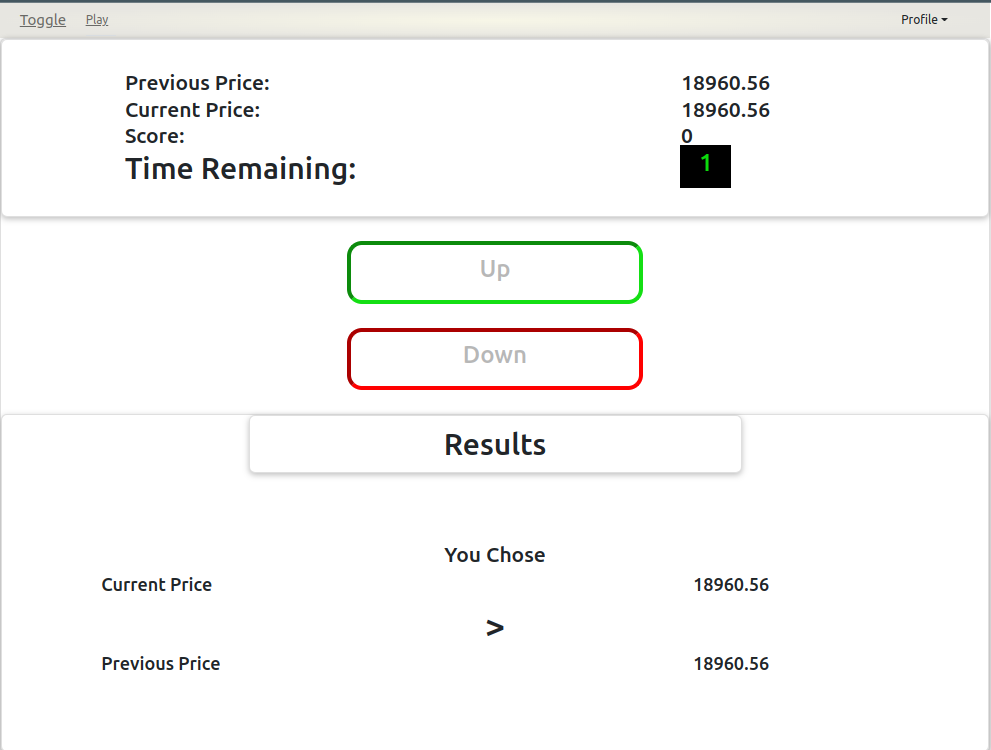 Toggle Play Profile
Previous Price: 18960.56
Current Price: 18960.56
Score: 0
Time Remaining: 1
Up
Down
Results
You Chose
Current Price 18960.56
>
Previous Price 18960.56